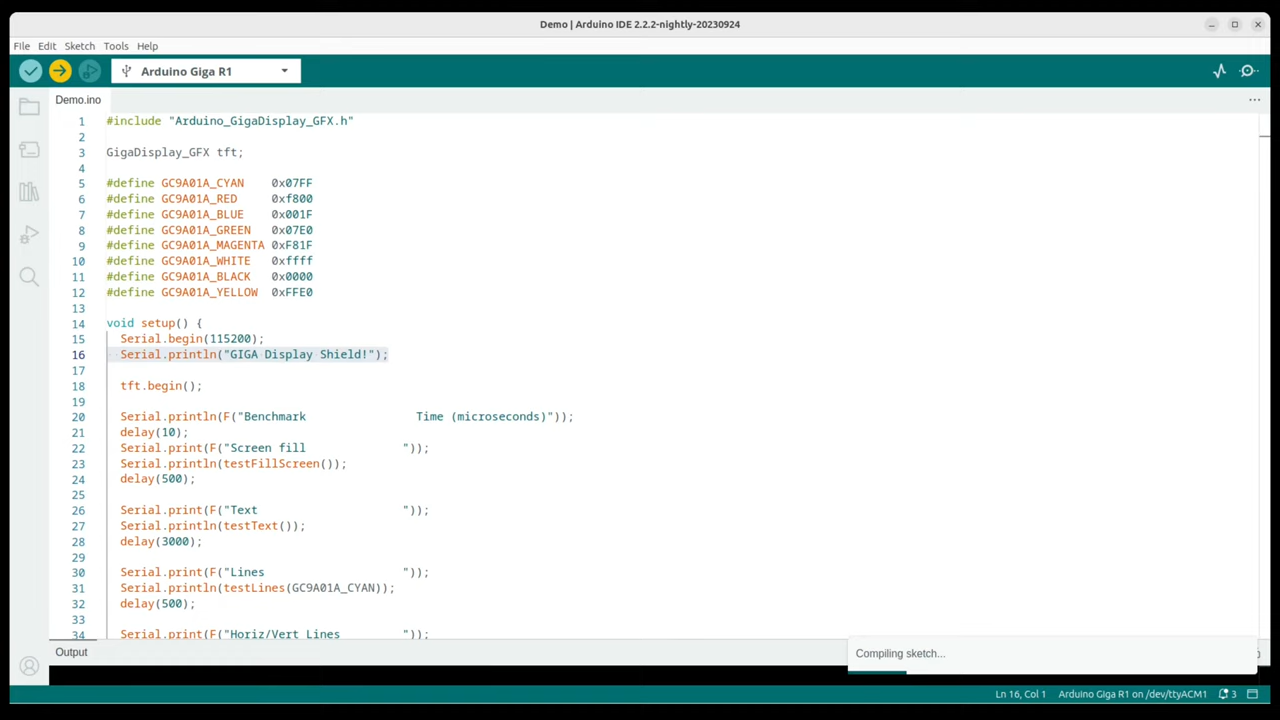 Demo | Arduino IDE 2.2.2-nightly-20230924
File Edit Sketch Tools Help
Arduino Giga R1
Demo.ino
1 #include "Arduino_GigaDisplay_GFX.h"
2
3 GigaDisplay_GFX tft;
4
5 #define GC9A01A_CYAN    0x07FF
6 #define GC9A01A_RED     0xf800
7 #define GC9A01A_BLUE    0x001F
8 #define GC9A01A_GREEN   0x07E0
9 #define GC9A01A_MAGENTA 0xF81F
10 #define GC9A01A_WHITE   0xffff
11 #define GC9A01A_BLACK   0x0000
12 #define GC9A01A_YELLOW  0xFFE0
13
14 void setup() {
15   Serial.begin(115200);
16   Serial.println("GIGA Display Shield!");
17
18   tft.begin();
19
20   Serial.println(F("Benchmark                Time (microseconds)"));
21   delay(10);
22   Serial.print(F("Screen fill              "));
23   Serial.println(testFillScreen());
24   delay(500);
25
26   Serial.print(F("Text                     "));
27   Serial.println(testText());
28   delay(3000);
29
30   Serial.print(F("Lines                    "));
31   Serial.println(testLines(GC9A01A_CYAN));
32   delay(500);
33
34   Serial.print(F("Horiz/Vert Lines         "));
Output
Compiling sketch...
Ln 16, Col 1 Arduino Giga R1 on /dev/ttyACM1 3